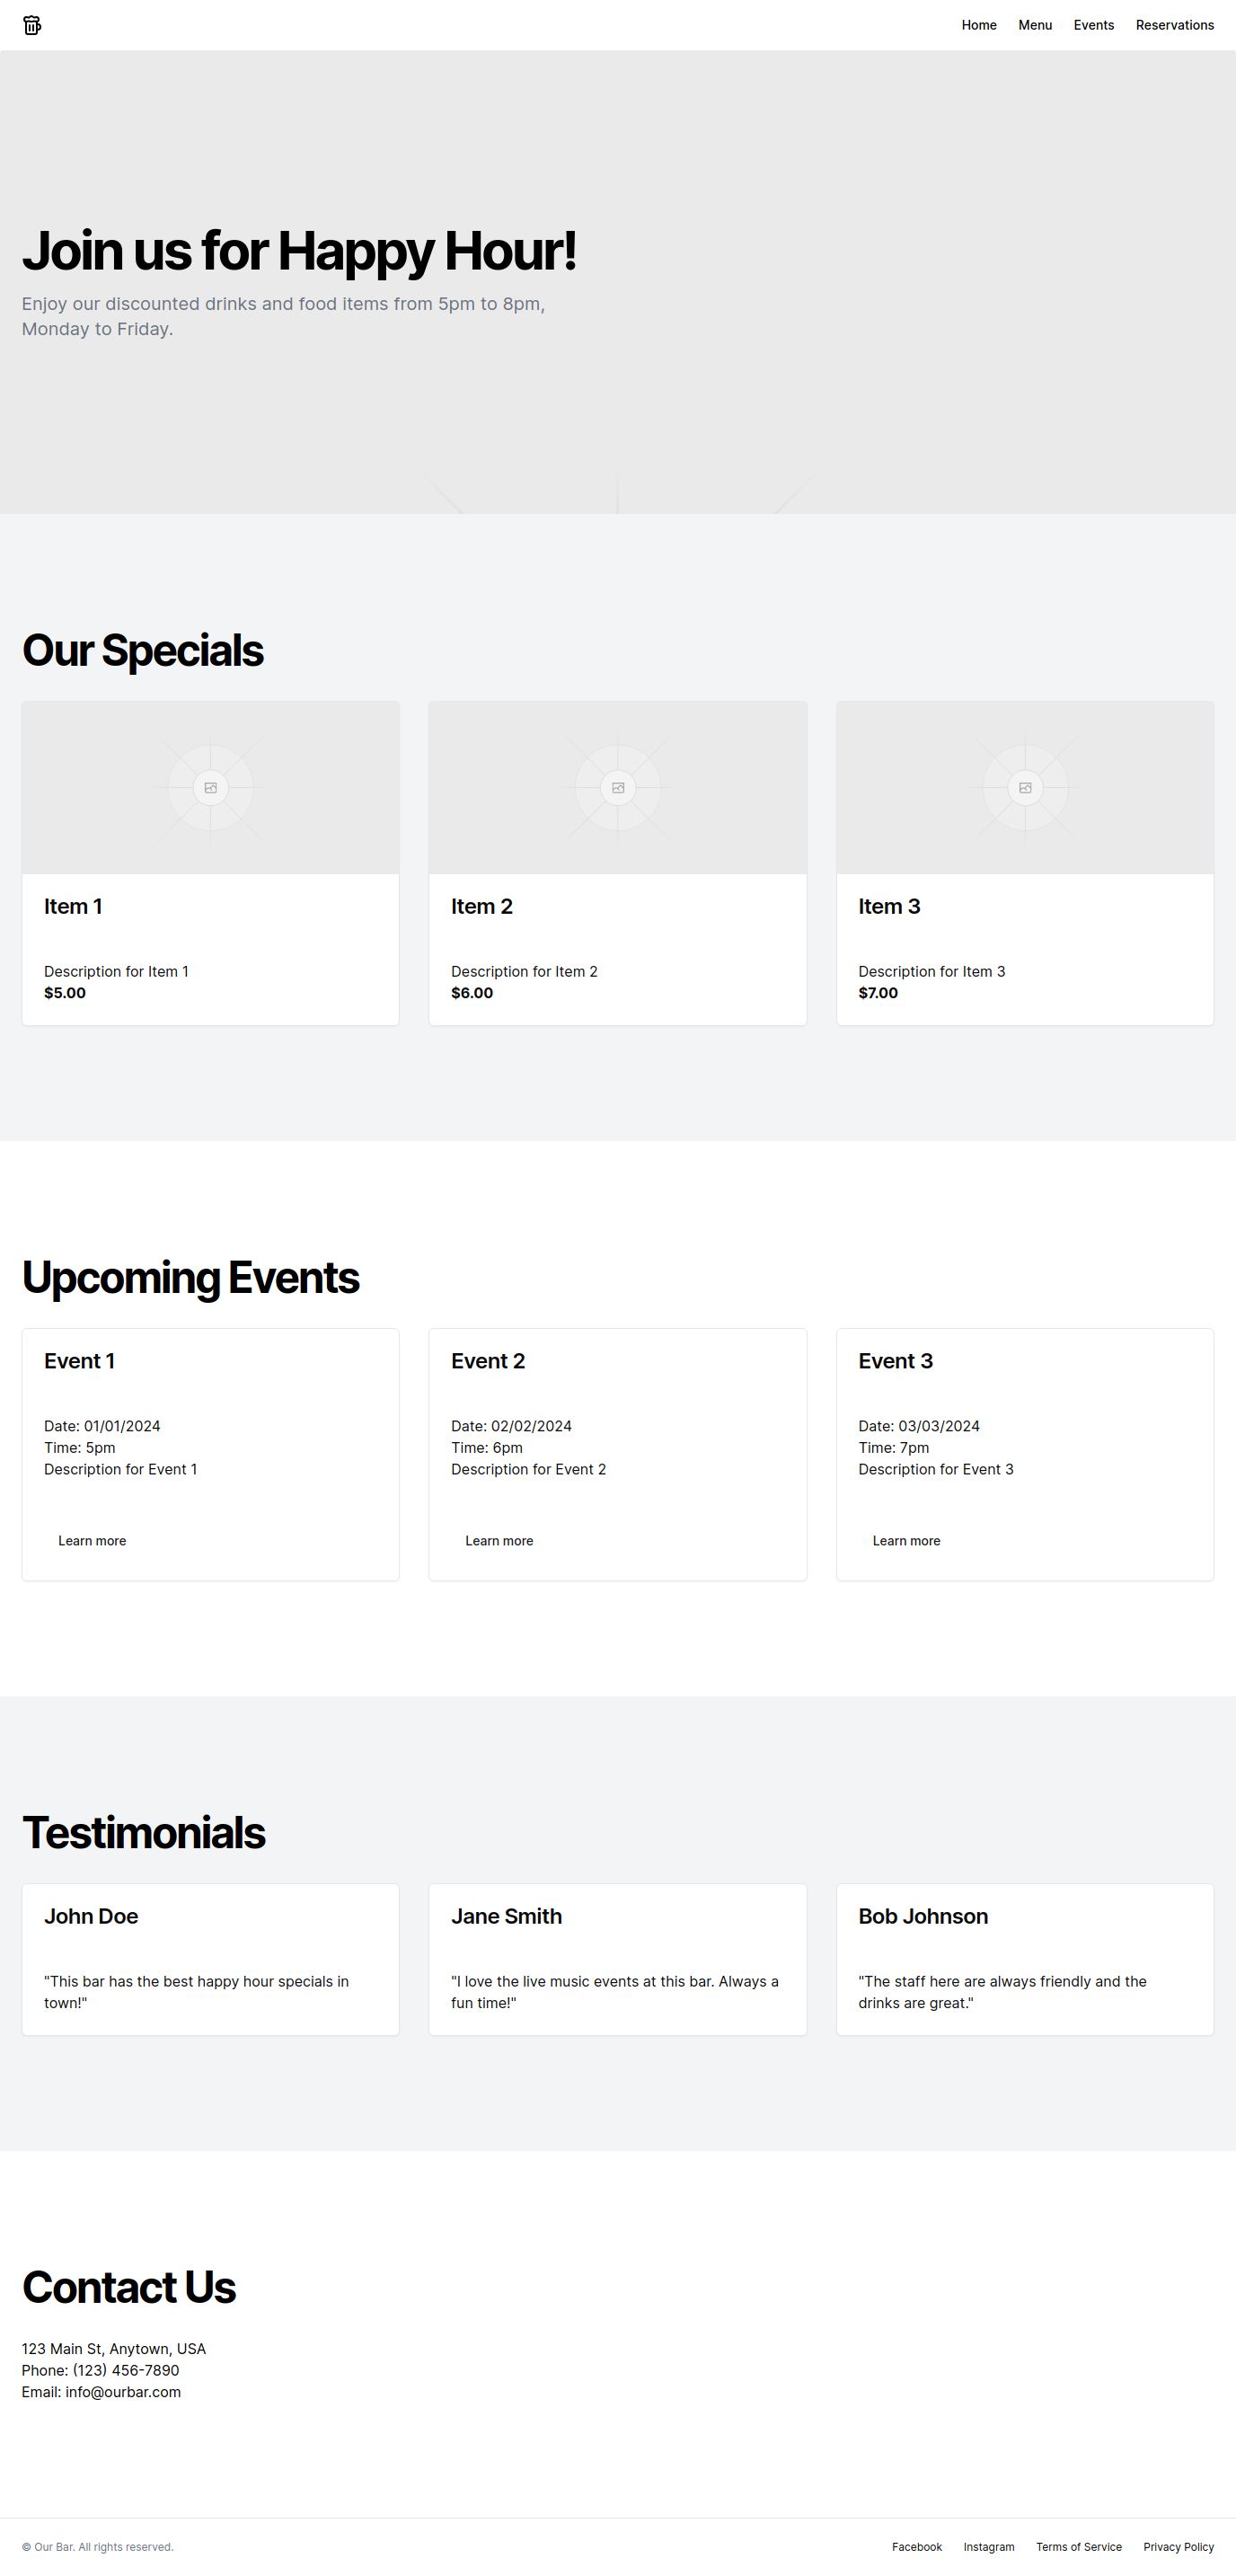 Home Menu Events Reservations
Join us for Happy Hour!
Enjoy our discounted drinks and food items from 5pm to 8pm,
Monday to Friday.
Our Specials
Item 1
Description for Item 1
$5.00
Item 2
Description for Item 2
$6.00
Item 3
Description for Item 3
$7.00
Upcoming Events
Event 1
Date: 01/01/2024
Time: 5pm
Description for Event 1
Learn more
Event 2
Date: 02/02/2024
Time: 6pm
Description for Event 2
Learn more
Event 3
Date: 03/03/2024
Time: 7pm
Description for Event 3
Learn more
Testimonials
John Doe
"This bar has the best happy hour specials in
town!"
Jane Smith
"I love the live music events at this bar. Always a
fun time!"
Bob Johnson
"The staff here are always friendly and the
drinks are great."
Contact Us
123 Main St, Anytown, USA
Phone: (123) 456-7890
Email: info@ourbar.com
© Our Bar. All rights reserved.
Facebook Instagram Terms of Service Privacy Policy